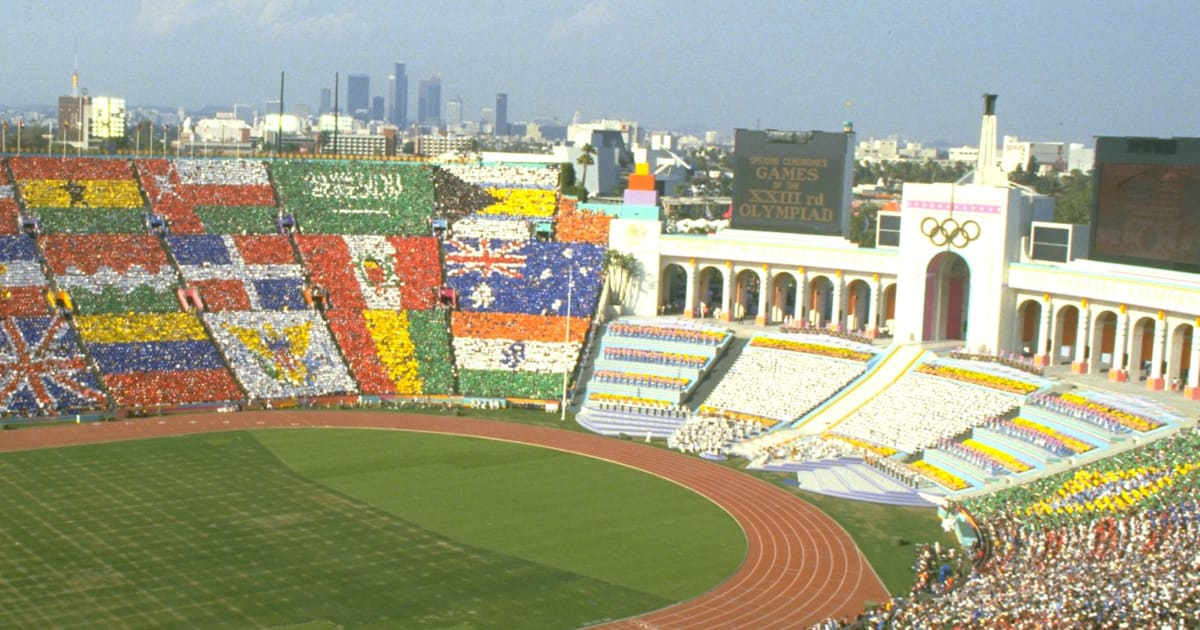 OPENING CEREMONIES
GAMES
OF THE
XXIII rd
OLYMPIAD